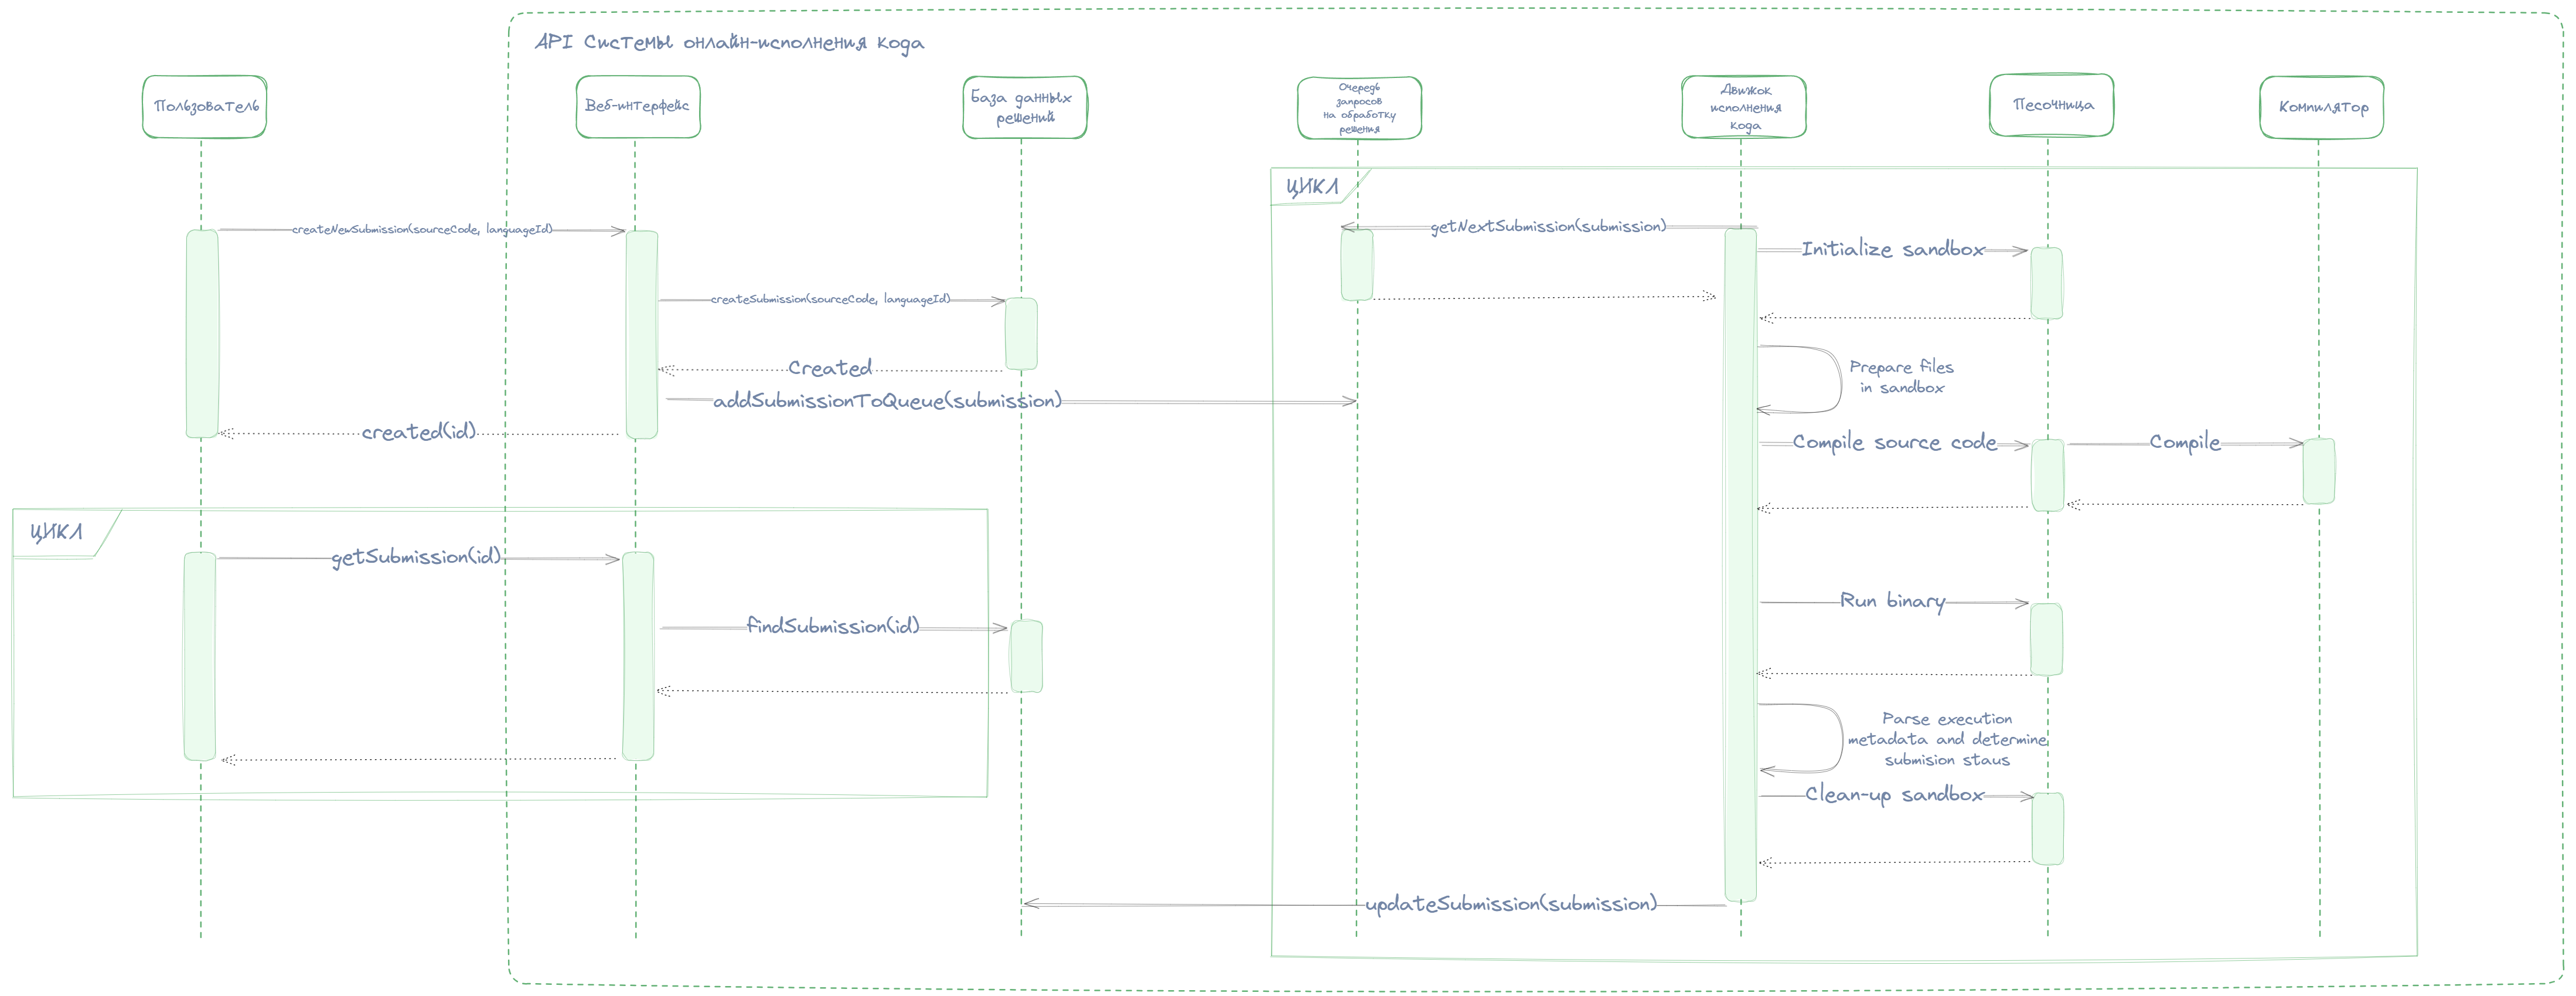 API Системы онлайн-исполнения кода
Пользователь
Веб-интерфейс
База данных
решений
Очередь
запросов
на обработку
решения
Движок
исполнения
кода
Песочница
Компилятор
ЦИКЛ
createNewSubmission(sourceCode, languageId)
getNextSubmission(submission)
Initialize sandbox
createSubmission(sourceCode, languageId)
Created
Prepare files
in sandbox
addSubmissionToQueue(submission)
created(id)
Compile source code
Compile
ЦИКЛ
getSubmission(id)
Run binary
findSubmission(id)
Parse execution
metadata and determine
submision staus
Clean-up sandbox
updateSubmission(submission)